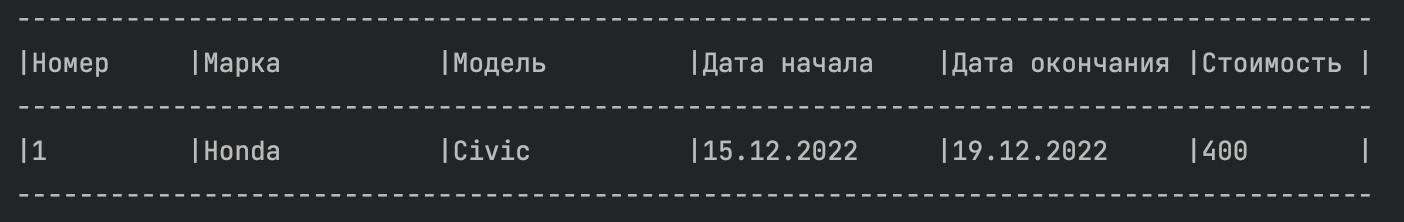 ---------------------------------------------------------------------------------------
|Номер     |Марка          |Модель         |Дата начала    |Дата окончания |Стоимость |
---------------------------------------------------------------------------------------
|1         |Honda          |Civic          |15.12.2022     |19.12.2022     |400       |
---------------------------------------------------------------------------------------